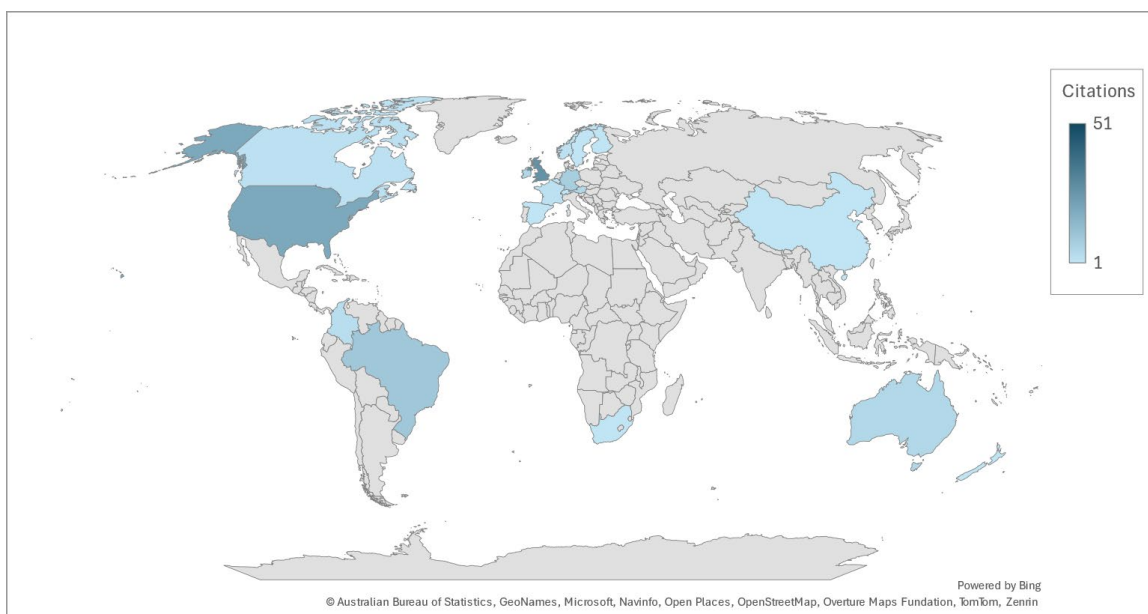 Citations
51
1
Powered by Bing
© Australian Bureau of Statistics, GeoNames, Microsoft, Navinfo, Open Places, OpenStreetMap, Overture Maps Fundation, TomTom, Zenrin